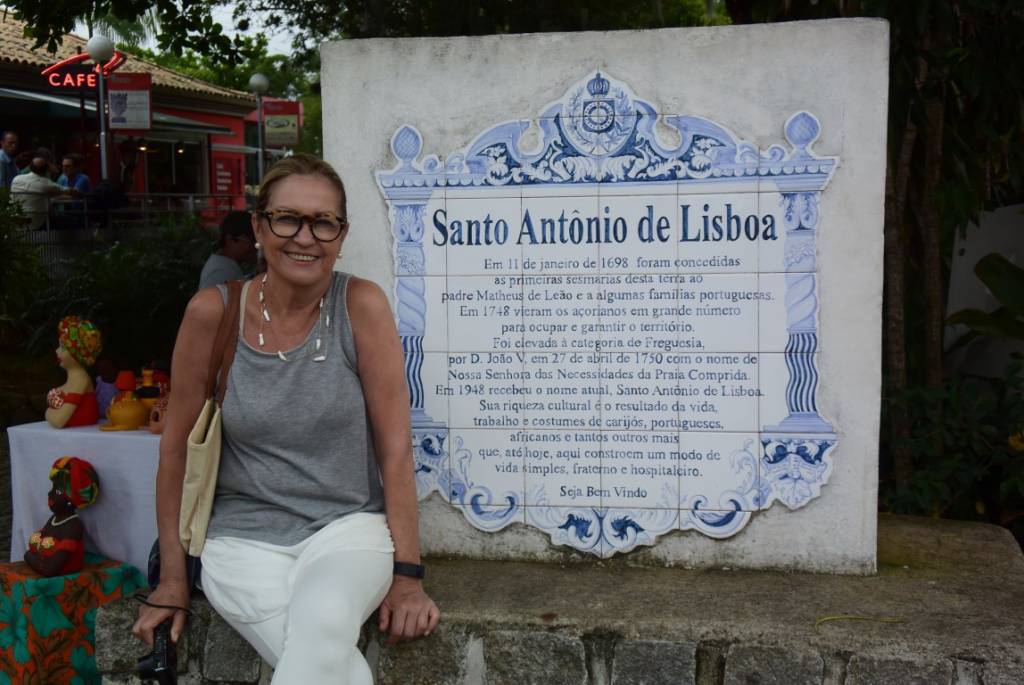 CAFE
Santo Antônio de Lisboa
Em 11 de janeiro de 1698 foram concedidas
as primeiras sesmarias desta terra ao
padre Matheus de Leão e a algumas famílias portuguesas.
Em 1748 vieram os açorianos em grande número
para ocupar e garantir o território.
Foi elevada à categoria de Freguesia,
por D. João V, em 27 de abril de 1750 com o nome de
Nossa Senhora das Necessidades da Praia Comprida.
Em 1948 recebeu o nome atual, Santo Antônio de Lisboa.
Sua riqueza cultural é o resultado da vida,
trabalho e costumes de carijós, portugueses,
africanos e tantos outros mais
que, até hoje, aqui constroem um modo de
vida simples, fraterno e hospitaleiro.
Seja Bem Vindo